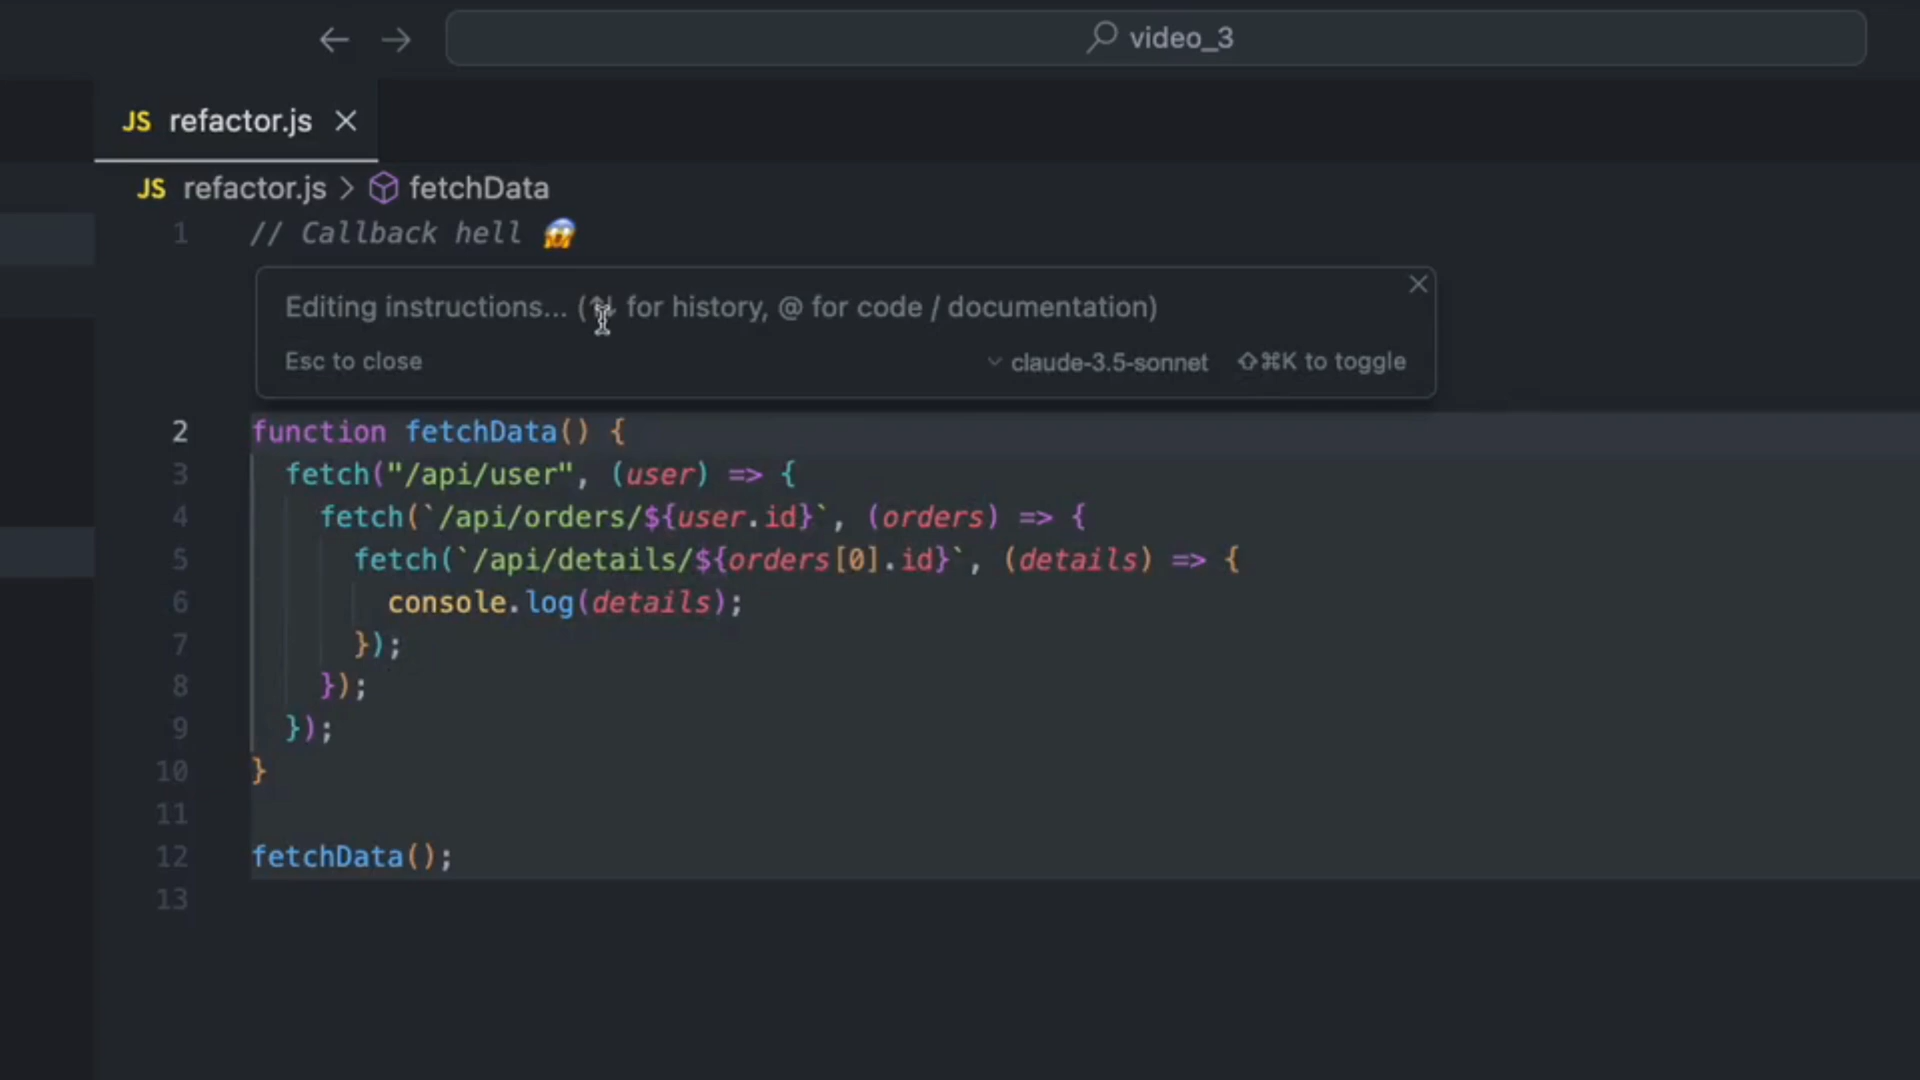 video_3
JS refactor.js
JS refactor.js > fetchData
1 // Callback hell 😱
Editing instructions... ( for history, @ for code / documentation)
Esc to close claude-3.5-sonnet ⇧⌘K to toggle
2 function fetchData() {
3 fetch("/api/user", (user) => {
4 fetch(`/api/orders/${user.id}`, (orders) => {
5 fetch(`/api/details/${orders[0].id}`, (details) => {
6 console.log(details);
7 });
8 });
9 });
10 }
11
12 fetchData();
13